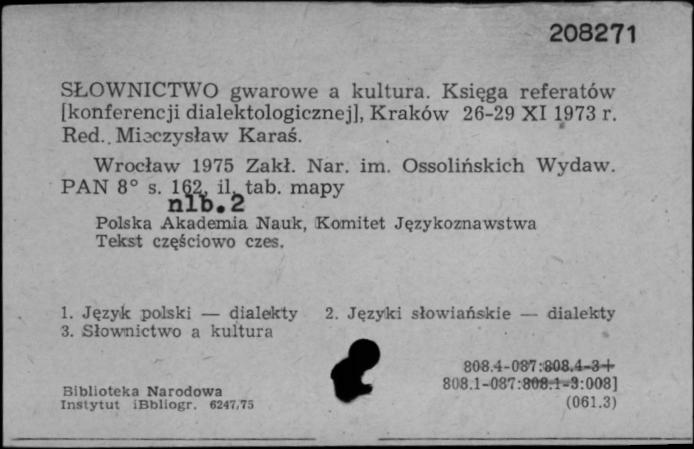 208271
SŁOWNICTWO gwarowe a kultura. Księga referatów
[konferencji dialektologicznej], Kraków 26-29 XI 1973 r.
Red. Mieczysław Karaś.
Wrocław 1975 Zakł. Nar. im. Ossolińskich Wydaw.
PAN 8° s. 162, il. tab. mapy
nlb.2
Polska Akademia Nauk, Komitet Językoznawstwa
Tekst częściowo czes.
1. Język polski — dialekty 2. Języki słowiańskie — dialekty
3. Słownictwo a kultura
808.4-087:808.4-3+
808.1-087:808.1-3:008]
(061.3)
Biblioteka Narodowa
Instytut iBbliogr. 6247/75